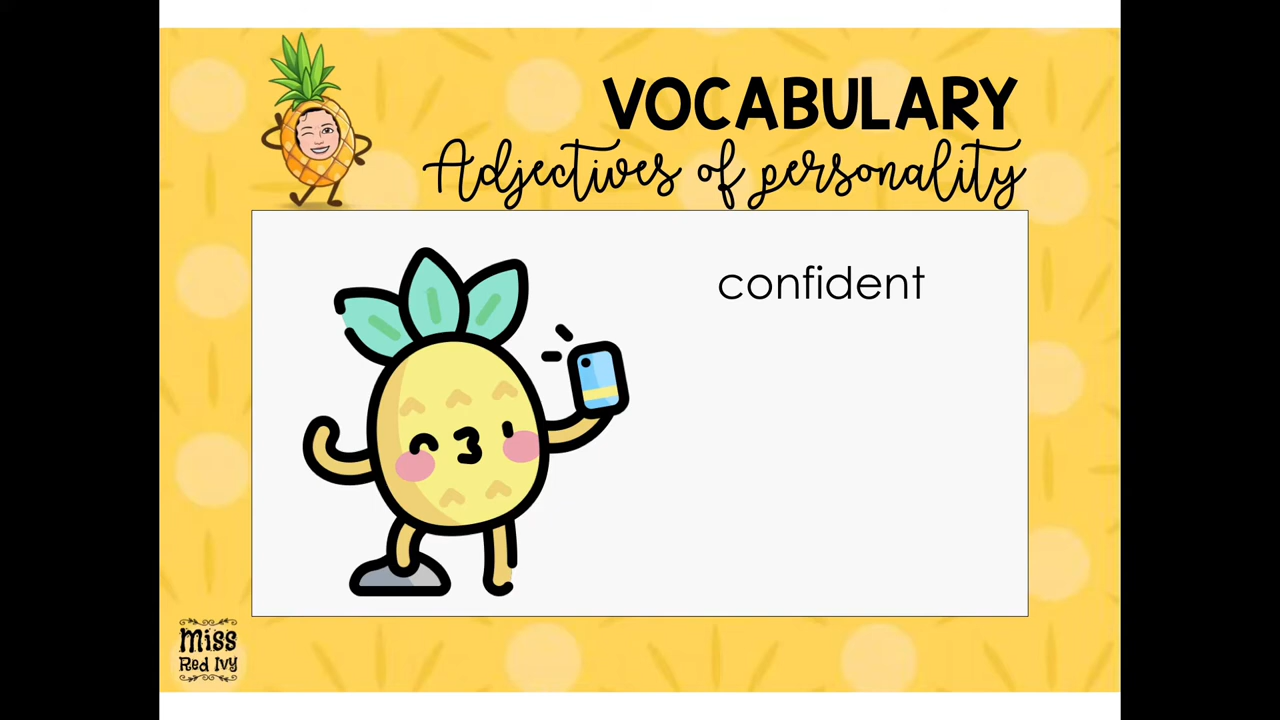 VOCABULARY
Adjectives of personality
confident
Miss
Red Ivy